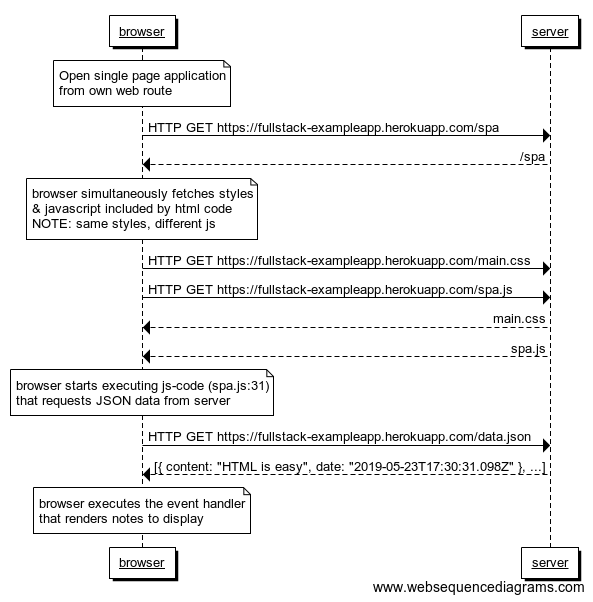 browser
server
Open single page application
from own web route
HTTP GET https://fullstack-exampleapp.herokuapp.com/spa
/spa
browser simultaneously fetches styles
& javascript included by html code
NOTE: same styles, different js
HTTP GET https://fullstack-exampleapp.herokuapp.com/main.css
HTTP GET https://fullstack-exampleapp.herokuapp.com/spa.js
main.css
spa.js
browser starts executing js-code (spa.js:31)
that requests JSON data from server
HTTP GET https://fullstack-exampleapp.herokuapp.com/data.json
[{ content: "HTML is easy", date: "2019-05-23T17:30:31.098Z" }, ...]
browser executes the event handler
that renders notes to display
browser
server
www.websequencediagrams.com